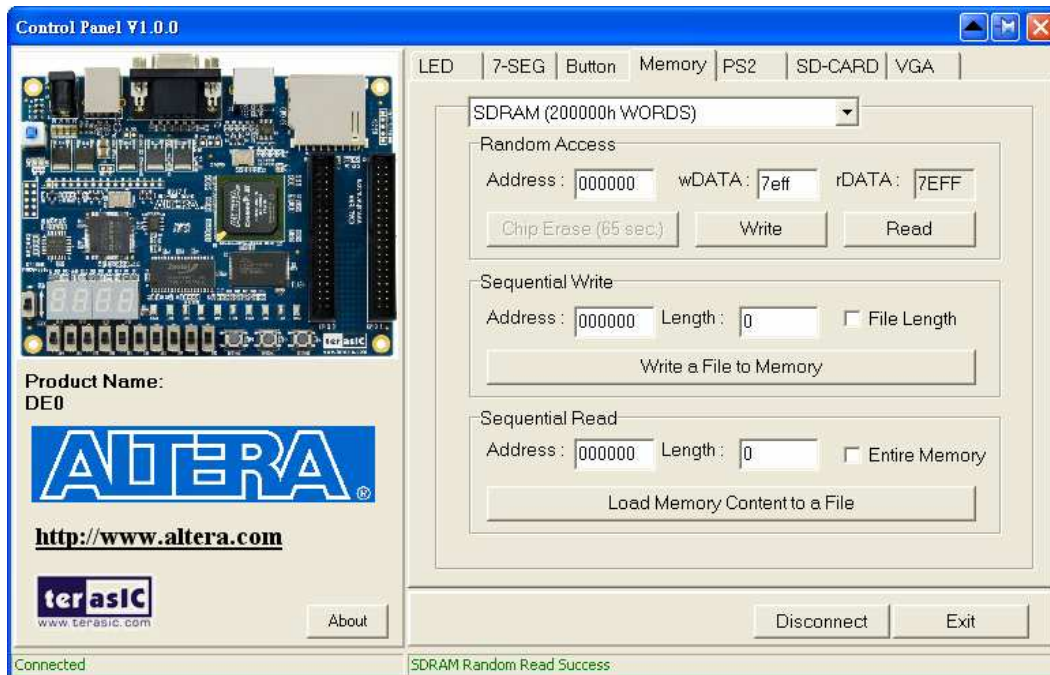 Control Panel V1.0.0
LED 7-SEG Button Memory PS2 SD-CARD VGA
SDRAM (200000h WORDS)
Random Access
Address : 000000 wDATA : 7eff rDATA : 7EFF
Chip Erase (65 sec.) Write Read
Sequential Write
Address : 000000 Length : 0 File Length
Write a File to Memory
Sequential Read
Address : 000000 Length : 0 Entire Memory
Load Memory Content to a File
Product Name:
DE0
ALTERA®
http://www.altera.com
terasIC
www.terasic.com
About
Disconnect Exit
Connected
SDRAM Random Read Success